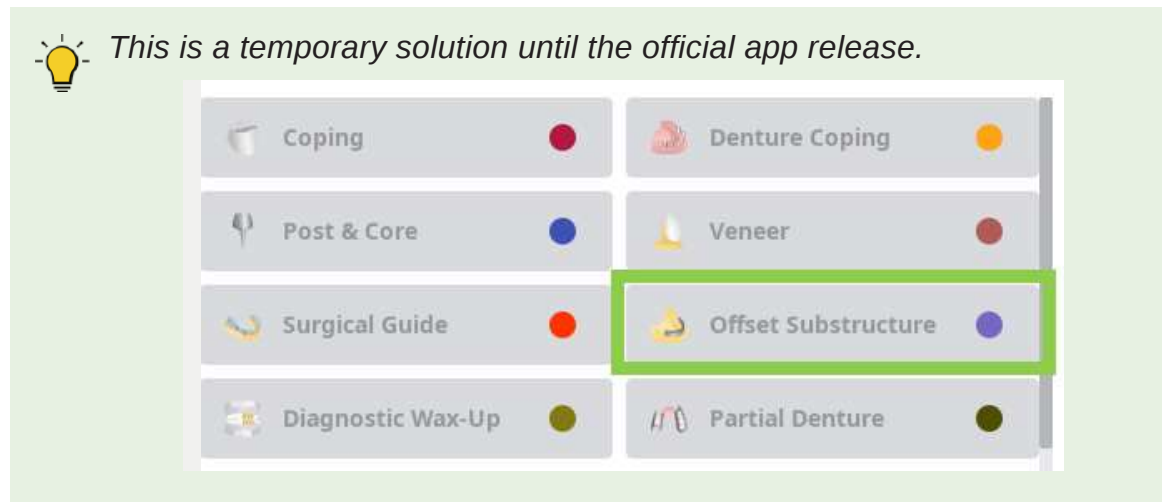 This is a temporary solution until the official app release.
Coping
Denture Coping
Post & Core
Veneer
Surgical Guide
Offset Substructure
Diagnostic Wax-Up
Partial Denture